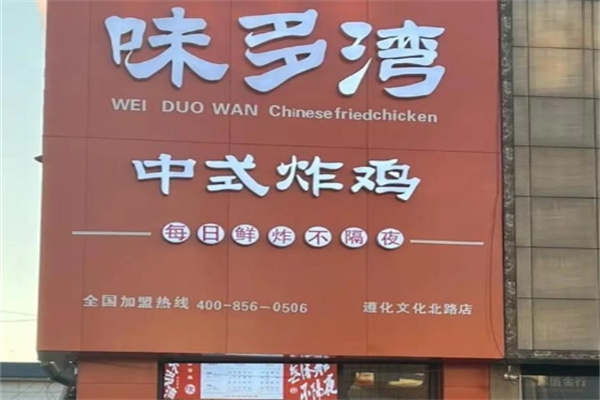 味多湾
WEI DUO WAN Chinesefriedchicken
中式炸鸡
每日鲜炸不隔夜
全国加盟热线 400-856-0506 遵化文化北路店